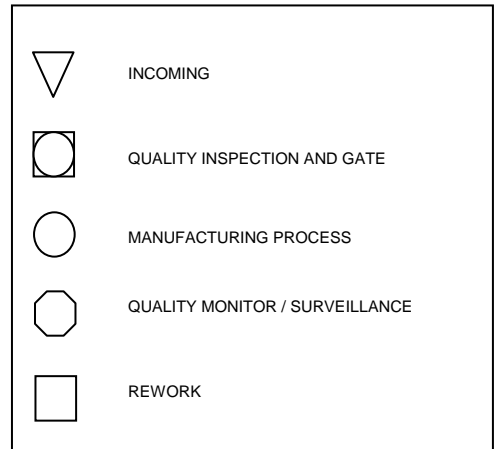 INCOMING
QUALITY INSPECTION AND GATE
MANUFACTURING PROCESS
QUALITY MONITOR / SURVEILLANCE
REWORK